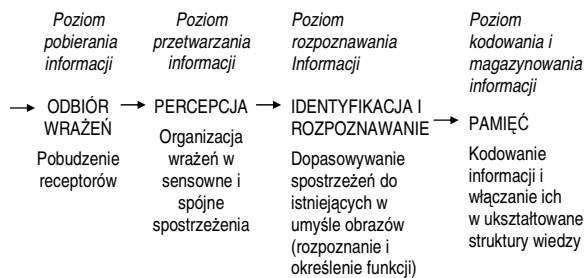 Poziom
pobierania
informacji
Poziom
przetwarzania
informacji
Poziom
rozpoznawania
Informacji
Poziom
kodowania i
magazynowania
informacji
ODBIÓR
WRAŻEŃ
Pobudzenie
receptorów
PERCEPCJA
Organizacja
wrażeń w
sensowne i
spójne
spostrzeżenia
IDENTYFIKACJA I
ROZPOZNAWANIE
Dopasowywanie
spostrzeżeń do
istniejących w
umyśle obrazów
(rozpoznanie i
określenie funkcji)
PAMIĘĆ
Kodowanie
informacji i
włączanie ich
w ukształtowane
struktury wiedzy